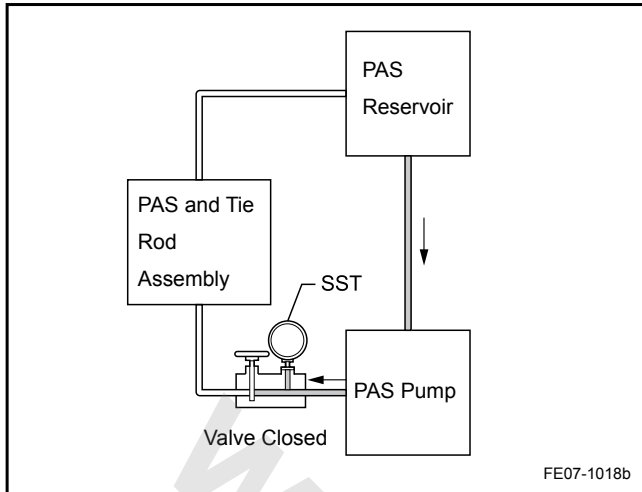 PAS
Reservoir
PAS and Tie
Rod
Assembly
SST
PAS Pump
Valve Closed
FE07-1018b